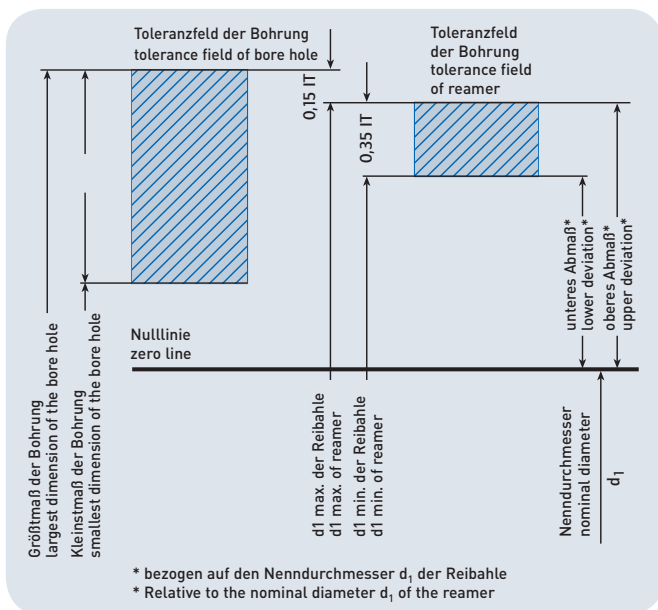 Toleranzfeld der Bohrung
tolerance field of bore hole
Toleranzfeld
der Bohrung
tolerance field
of reamer
0,15 IT
0,35 IT
unteres Abmaß*
lower deviation*
oberes Abmaß*
upper deviation*
Nulllinie
zero line
Größtmaß der Bohrung
largest dimension of the bore hole
Kleinstmaß der Bohrung
smallest dimension of the bore hole
d1 max. der Reibahle
d1 max. of reamer
d1 min. der Reibahle
d1 min. of reamer
Nenndurchmesser
nominal diameter
d₁
* bezogen auf den Nenndurchmesser d₁ der Reibahle
* Relative to the nominal diameter d₁ of the reamer